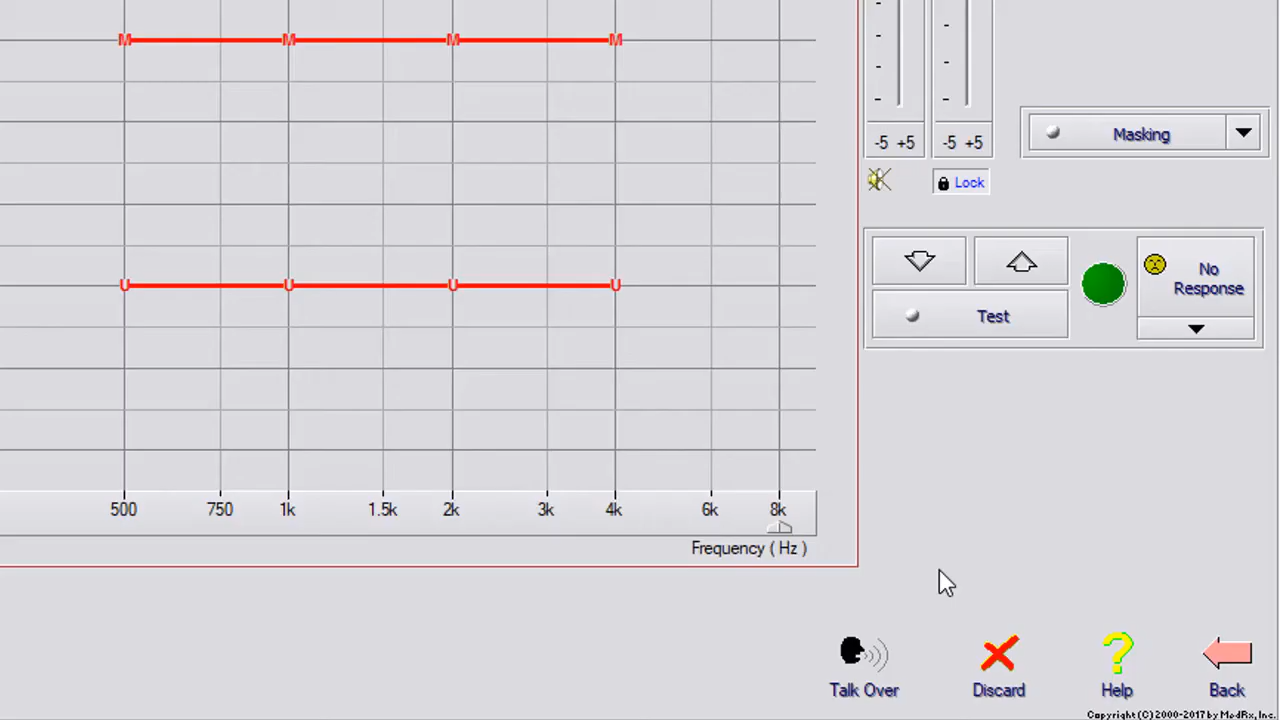 M M M M
-5 +5 -5 +5
Masking
Lock
U U U U
No
Response
Test
500 750 1k 1.5k 2k 3k 4k 6k 8k
Frequency ( Hz )
Talk Over Discard Help Back
Copyright (C) 2000-2017 by MedRx, Inc.